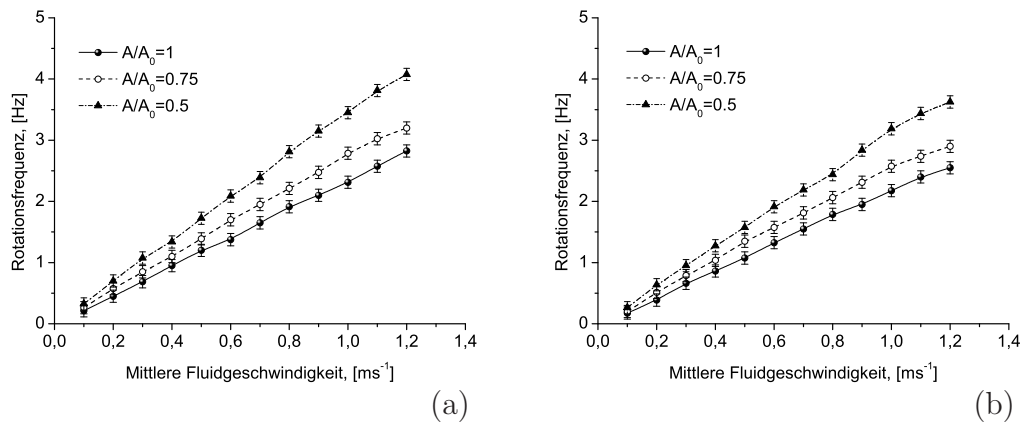 5
4
3
2
1
0
Rotationsfrequenz, [Hz]
A/A₀=1
A/A₀=0.75
A/A₀=0.5
0,0 0,2 0,4 0,6 0,8 1,0 1,2 1,4
Mittlere Fluidgeschwindigkeit, [ms⁻¹]
(a)
5
4
3
2
1
0
Rotationsfrequenz, [Hz]
A/A₀=1
A/A₀=0.75
A/A₀=0.5
0,0 0,2 0,4 0,6 0,8 1,0 1,2 1,4
Mittlere Fluidgeschwindigkeit, [ms⁻¹]
(b)